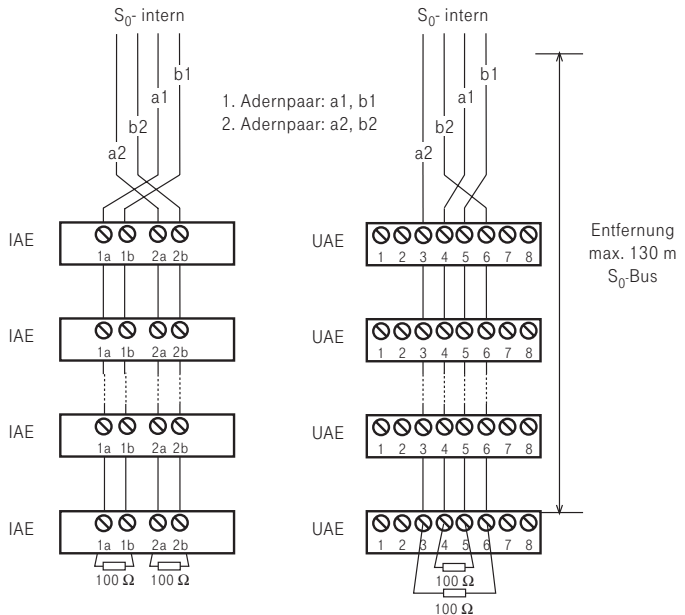 S0- intern
a2
b2
a1
b1
1. Adernpaar: a1, b1
2. Adernpaar: a2, b2
S0- intern
a2
b2
a1
b1
Entfernung
max. 130 m
S0-Bus
IAE
1a 1b 2a 2b
UAE
1 2 3 4 5 6 7 8
IAE
1a 1b 2a 2b
UAE
1 2 3 4 5 6 7 8
IAE
1a 1b 2a 2b
UAE
1 2 3 4 5 6 7 8
IAE
1a 1b 2a 2b
100 Ω 100 Ω
UAE
1 2 3 4 5 6 7 8
100 Ω
100 Ω